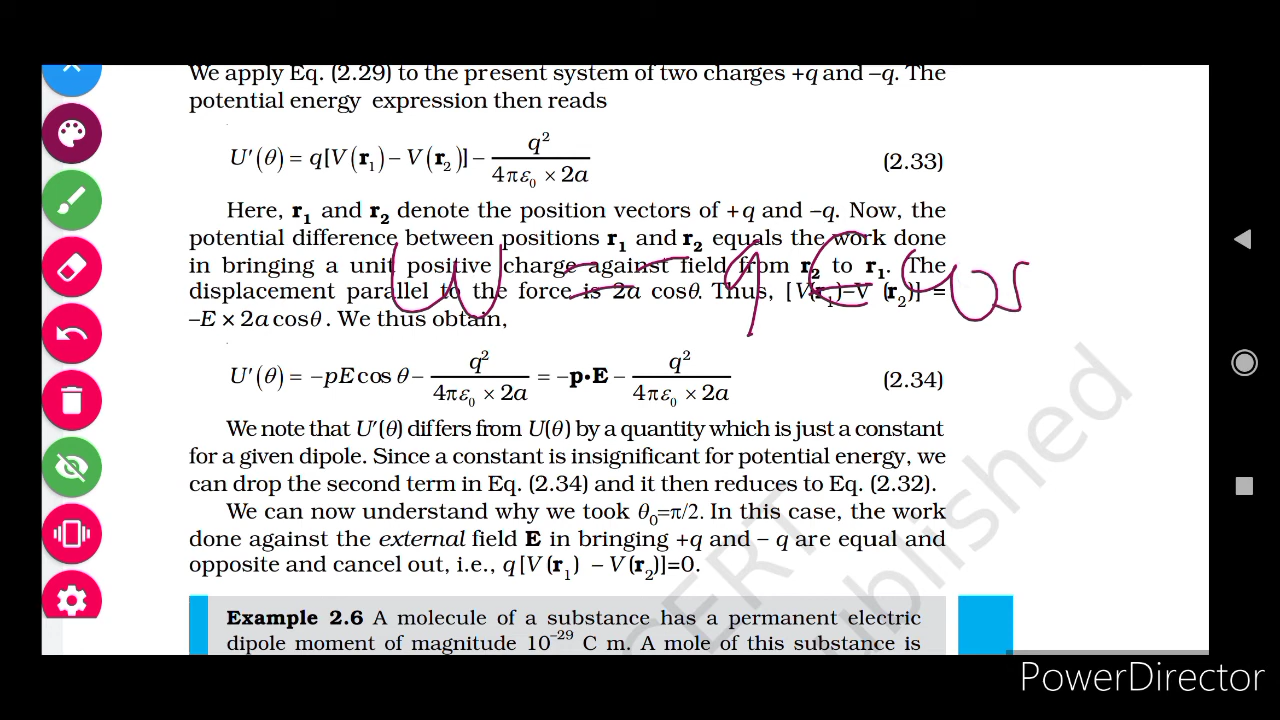 We apply Eq. (2.29) to the present system of two charges +q and –q. The
potential energy expression then reads
U′(θ) = q[V(r₁) – V(r₂)] – q² / 4πε₀ × 2a (2.33)
Here, r₁ and r₂ denote the position vectors of +q and –q. Now, the
potential difference between positions r₁ and r₂ equals the work done
in bringing a unit positive charge against field from r₂ to r₁. The
displacement parallel to the force is 2a cosθ. Thus, [V(r₁)–V (r₂)] =
–E × 2a cosθ. We thus obtain,
W = qE Cos
U′(θ) = –pE cos θ – q² / 4πε₀ × 2a = –p•E – q² / 4πε₀ × 2a (2.34)
We note that U′(θ) differs from U(θ) by a quantity which is just a constant
for a given dipole. Since a constant is insignificant for potential energy, we
can drop the second term in Eq. (2.34) and it then reduces to Eq. (2.32).
We can now understand why we took θ₀=π/2. In this case, the work
done against the external field E in bringing +q and – q are equal and
opposite and cancel out, i.e., q [V (r₁) – V (r₂)]=0.
Example 2.6 A molecule of a substance has a permanent electric
dipole moment of magnitude 10⁻²⁹ C m. A mole of this substance is
PowerDirector